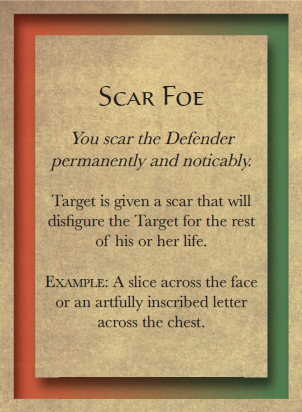 Scar Foe
You scar the Defender
permanently and noticably.
Target is given a scar that will
disfigure the Target for the rest
of his or her life.
Example: A slice across the face
or an artfully inscribed letter
across the chest.